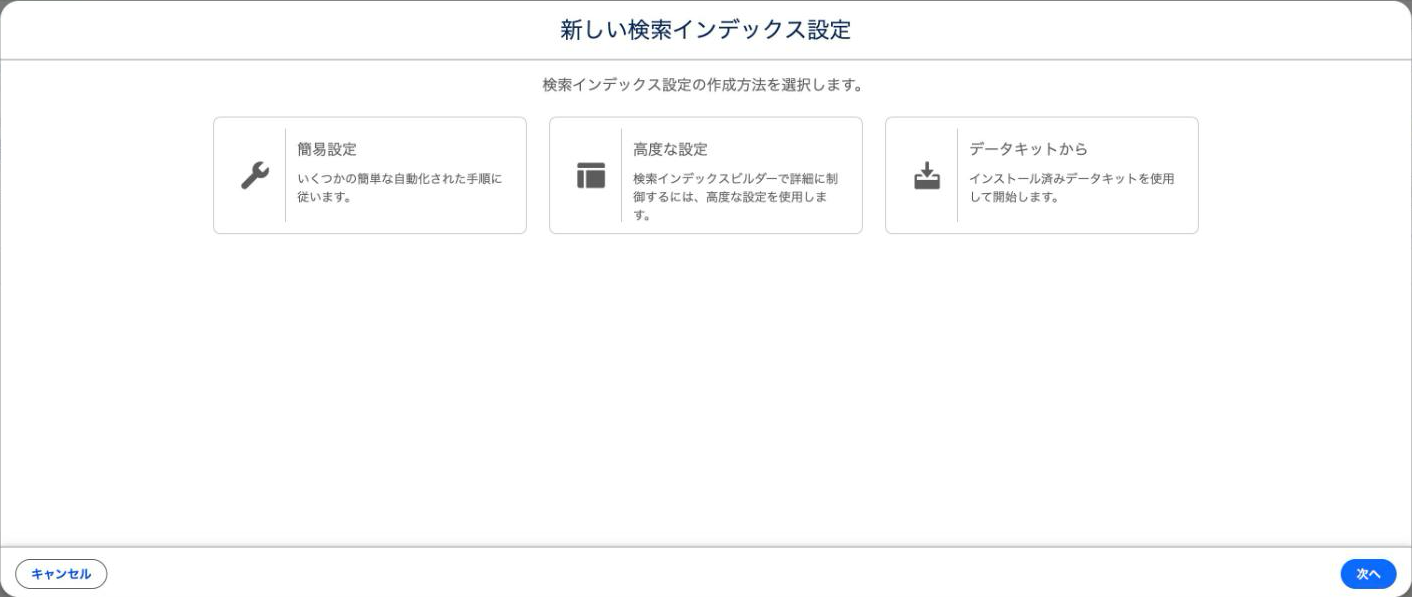 新しい検索インデックス設定
検索インデックス設定の作成方法を選択します。
簡易設定
いくつかの簡単な自動化された手順に
従います。
高度な設定
検索インデックスビルダーで詳細に制
御するには、高度な設定を使用しま
す。
データキットから
インストール済みデータキットを使用
して開始します。
キャンセル
次へ